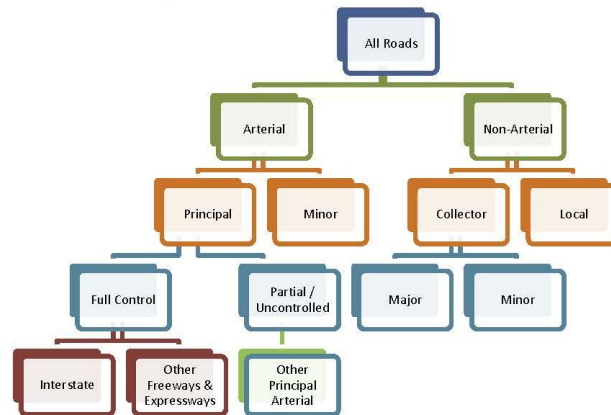 All Roads
Arterial
Non-Arterial
Principal
Minor
Collector
Local
Full Control
Partial /
Uncontrolled
Major
Minor
Interstate
Other
Freeways &
Expressways
Other
Principal
Arterial